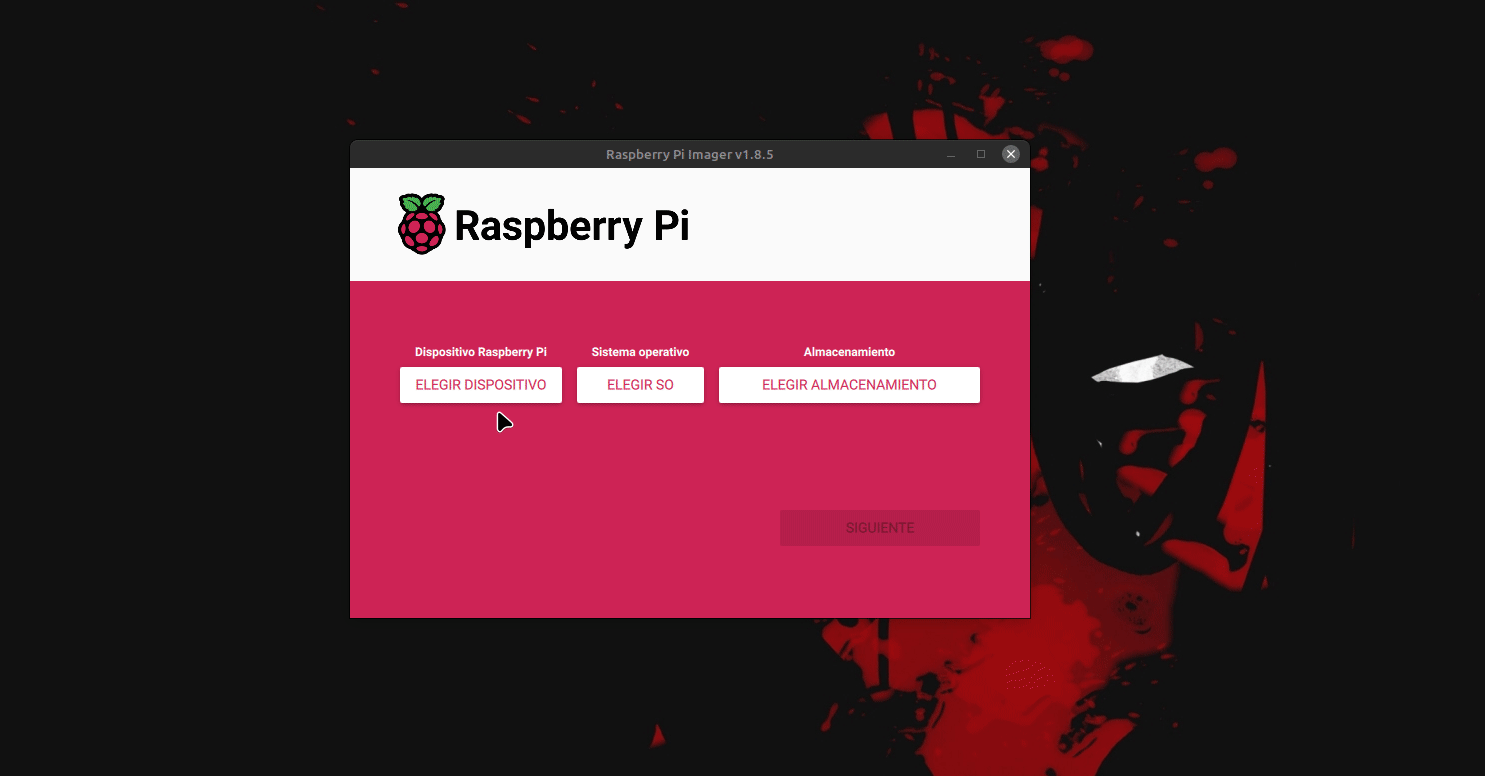 Raspberry Pi Imager v1.8.5
Raspberry Pi
Dispositivo Raspberry Pi Sistema operativo Almacenamiento
ELEGIR DISPOSITIVO ELEGIR SO ELEGIR ALMACENAMIENTO
SIGUIENTE